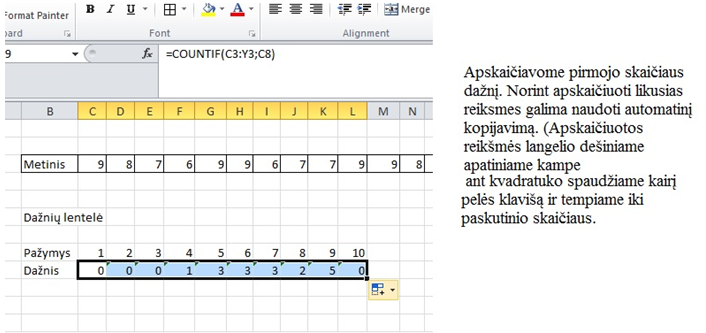 Format Painter
B I U
Merge
ard
Font
Alignment
9
fx
=COUNTIF(C3:Y3;C8)
B C D E F G H I J K L M N
Metinis 9 8 7 6 9 9 6 7 7 9 9 8
Dažnių lentelė
Pažymys 1 2 3 4 5 6 7 8 9 10
Dažnis 0 0 0 1 3 3 3 2 5 0
Apskaičiavome pirmojo skaičiaus
dažnį. Norint apskaičiuoti likusias
reiksmes galima naudoti automatinį
kopijavimą. (Apskaičiuotos
reikšmės langelio dešiniame
apatiniame kampe
ant kvadratuko spaudžiame kairį
pelės klavišą ir tempiame iki
paskutinio skaičiaus.